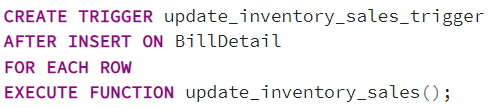 CREATE TRIGGER update_inventory_sales_trigger
AFTER INSERT ON BillDetail
FOR EACH ROW
EXECUTE FUNCTION update_inventory_sales();